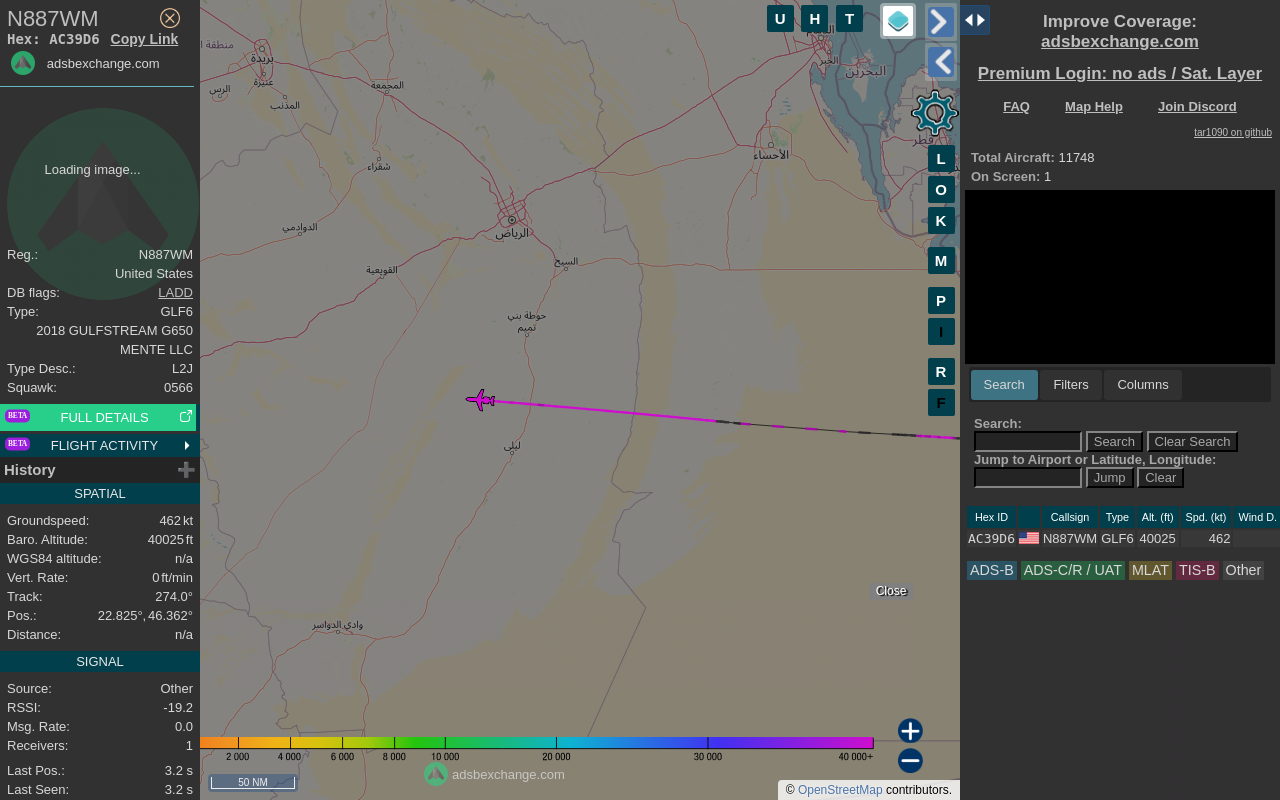 N887WM
Hex: AC39D6 Copy Link
adsbexchange.com
Loading image...
Reg.: N887WM
United States
DB flags: LADD
Type: GLF6
2018 GULFSTREAM G650
MENTE LLC
Type Desc.: L2J
Squawk: 0566
BETA FULL DETAILS
BETA FLIGHT ACTIVITY
History
SPATIAL
Groundspeed: 462 kt
Baro. Altitude: 40025 ft
WGS84 altitude: n/a
Vert. Rate: 0 ft/min
Track: 274.0°
Pos.: 22.825°, 46.362°
Distance: n/a
SIGNAL
Source: Other
RSSI: -19.2
Msg. Rate: 0.0
Receivers: 1
Last Pos.: 3.2 s
Last Seen: 3.2 s
بريدة
عنيزة
الرس
المذنب
المجمعة
شقراء
الدوادمي
القويعية
الرياض
السيح
حوطة بني
تميم
ليلى
وادي الدواسر
الأحساء
الخبر
البحرين
قطر
U H T
L
O
K
M
P
I
R
F
Close
2 000 4 000 6 000 8 000 10 000 20 000 30 000 40 000+
adsbexchange.com
50 NM
© OpenStreetMap contributors.
Improve Coverage:
adsbexchange.com
Premium Login: no ads / Sat. Layer
FAQ Map Help Join Discord
tar1090 on github
Total Aircraft: 11748
On Screen: 1
Search Filters Columns
Search:
Search Clear Search
Jump to Airport or Latitude, Longitude:
Jump Clear
Hex ID Callsign Type Alt. (ft) Spd. (kt) Wind D.
AC39D6 N887WM GLF6 40025 462
ADS-B ADS-C/R / UAT MLAT TIS-B Other